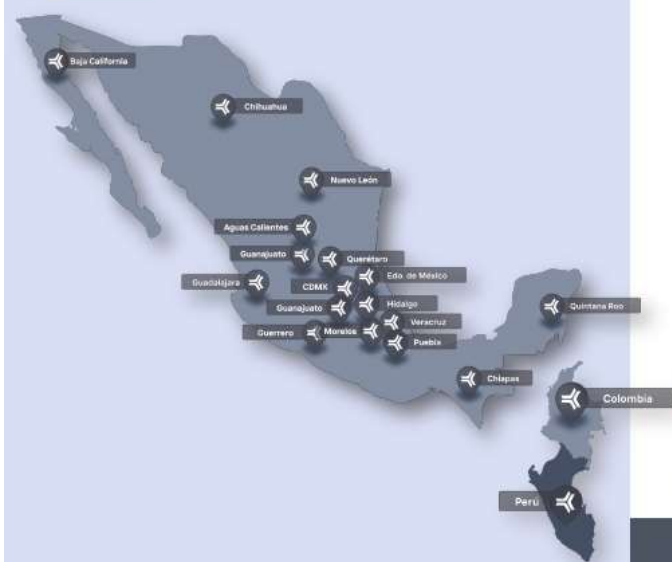 Baja California
Chihuahua
Nuevo León
Aguas Calientes
Guanajuato
Querétaro
Edo. de México
Guadalajara
CDMX
Guanajuato
Hidalgo
Quintana Roo
Guerrero
Morelos
Veracruz
Puebla
Chiapas
Colombia
Perú